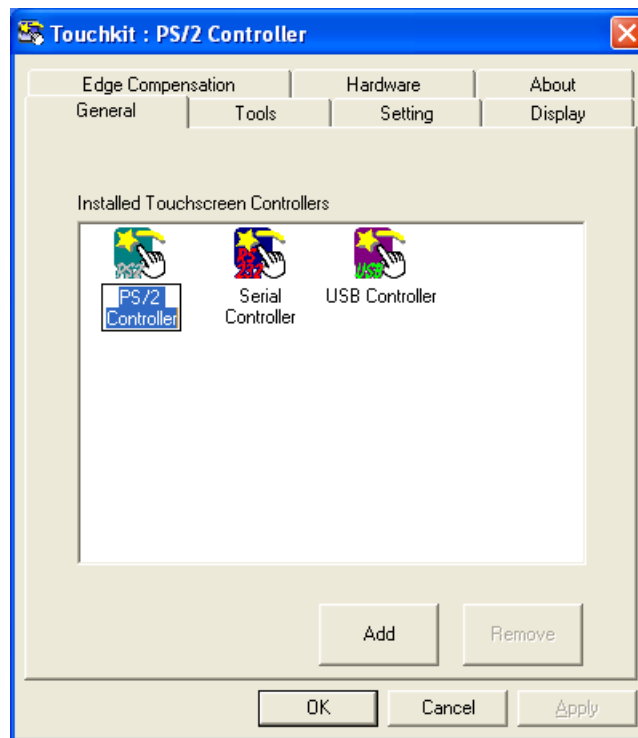 Touchkit : PS/2 Controller
Edge Compensation Hardware About
General Tools Setting Display
Installed Touchscreen Controllers
PS/2 Controller
Serial Controller
USB Controller
Add Remove
OK Cancel Apply